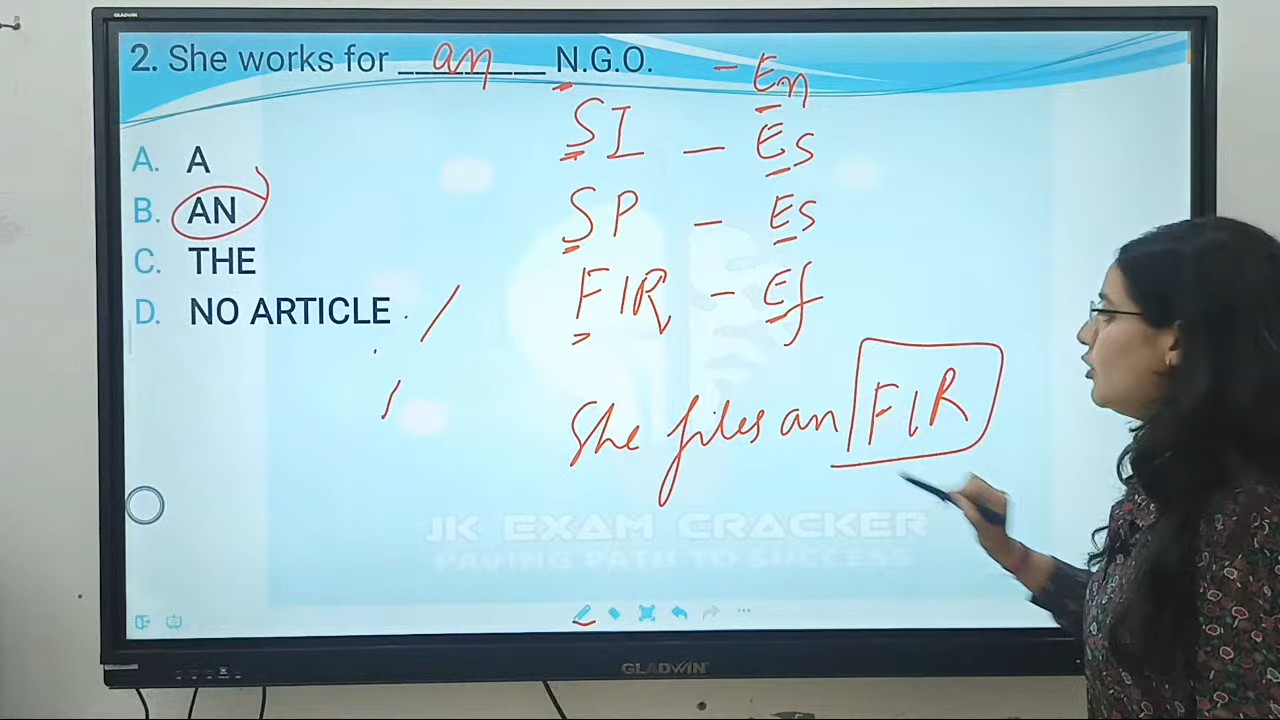 GLADWIN
2. She works for an N.G.O. - En
SI - Es
A. A
B. AN
SP - Es
C. THE
D. NO ARTICLE
FIR - Ef
She files an FIR
JK EXAM CRACKER
PAVING PATH TO SUCCESS
GLADWIN